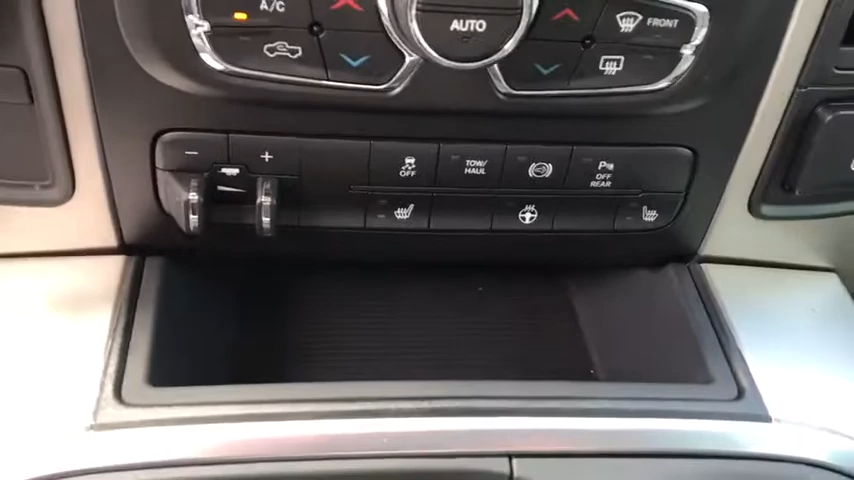 A/C
AUTO
FRONT
- +
OFF
TOW/
HAUL
P
OFF
REAR